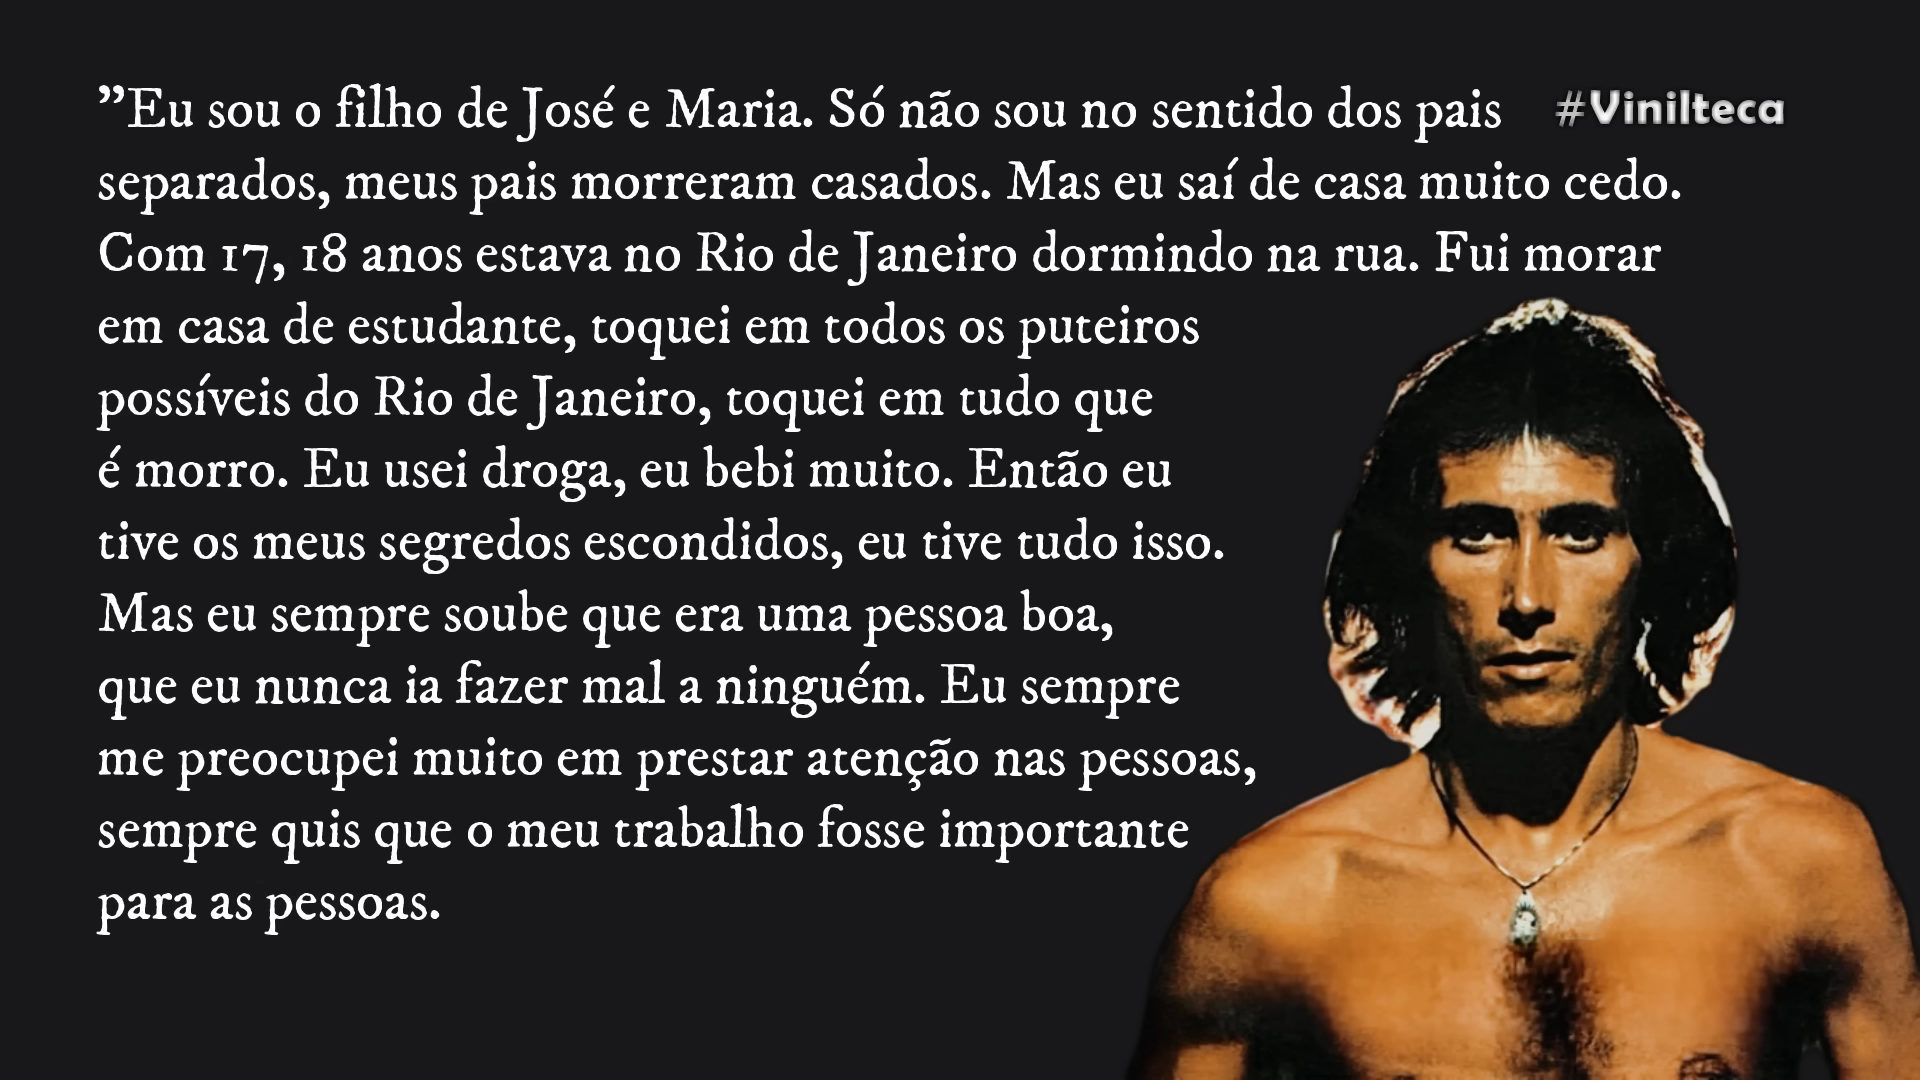 ”Eu sou o filho de José e Maria. Só não sou no sentido dos pais
#Vinilteca
separados, meus pais morreram casados. Mas eu saí de casa muito cedo.
Com 17, 18 anos estava no Rio de Janeiro dormindo na rua. Fui morar
em casa de estudante, toquei em todos os puteiros
possíveis do Rio de Janeiro, toquei em tudo que
é morro. Eu usei droga, eu bebi muito. Então eu
tive os meus segredos escondidos, eu tive tudo isso.
Mas eu sempre soube que era uma pessoa boa,
que eu nunca ia fazer mal a ninguém. Eu sempre
me preocupei muito em prestar atenção nas pessoas,
sempre quis que o meu trabalho fosse importante
para as pessoas.